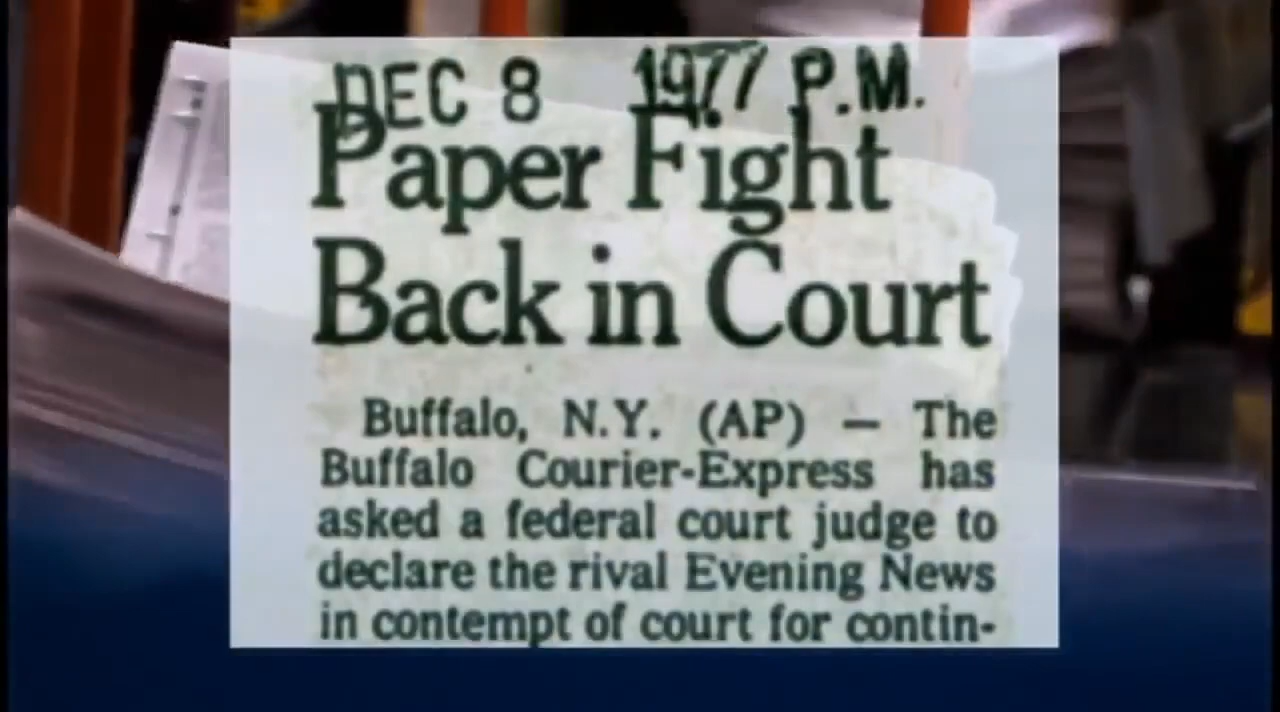 DEC 8 1977 P.M.
Paper Fight
Back in Court
Buffalo, N.Y. (AP) — The
Buffalo Courier-Express has
asked a federal court judge to
declare the rival Evening News
in contempt of court for contin-